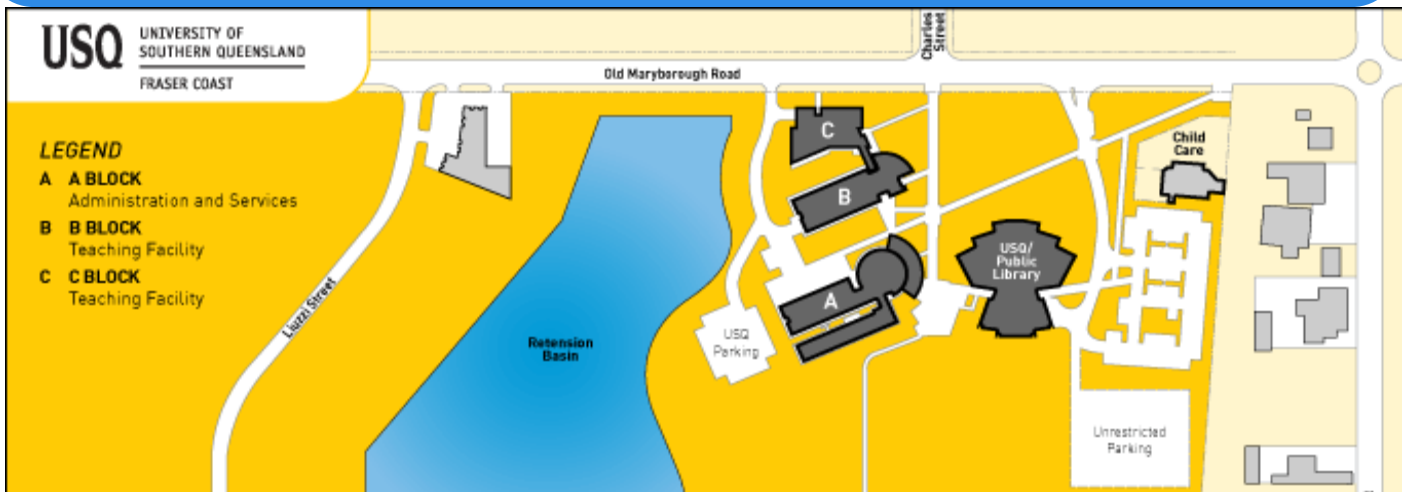 USQ
UNIVERSITY OF
SOUTHERN QUEENSLAND
FRASER COAST
LEGEND
A A BLOCK
Administration and Services
B B BLOCK
Teaching Facility
C C BLOCK
Teaching Facility
Old Maryborough Road
Charles
Street
Liuzzi Street
Retension
Basin
C
B
A
USQ
Parking
USQ/
Public
Library
Child
Care
Unrestricted
Parking